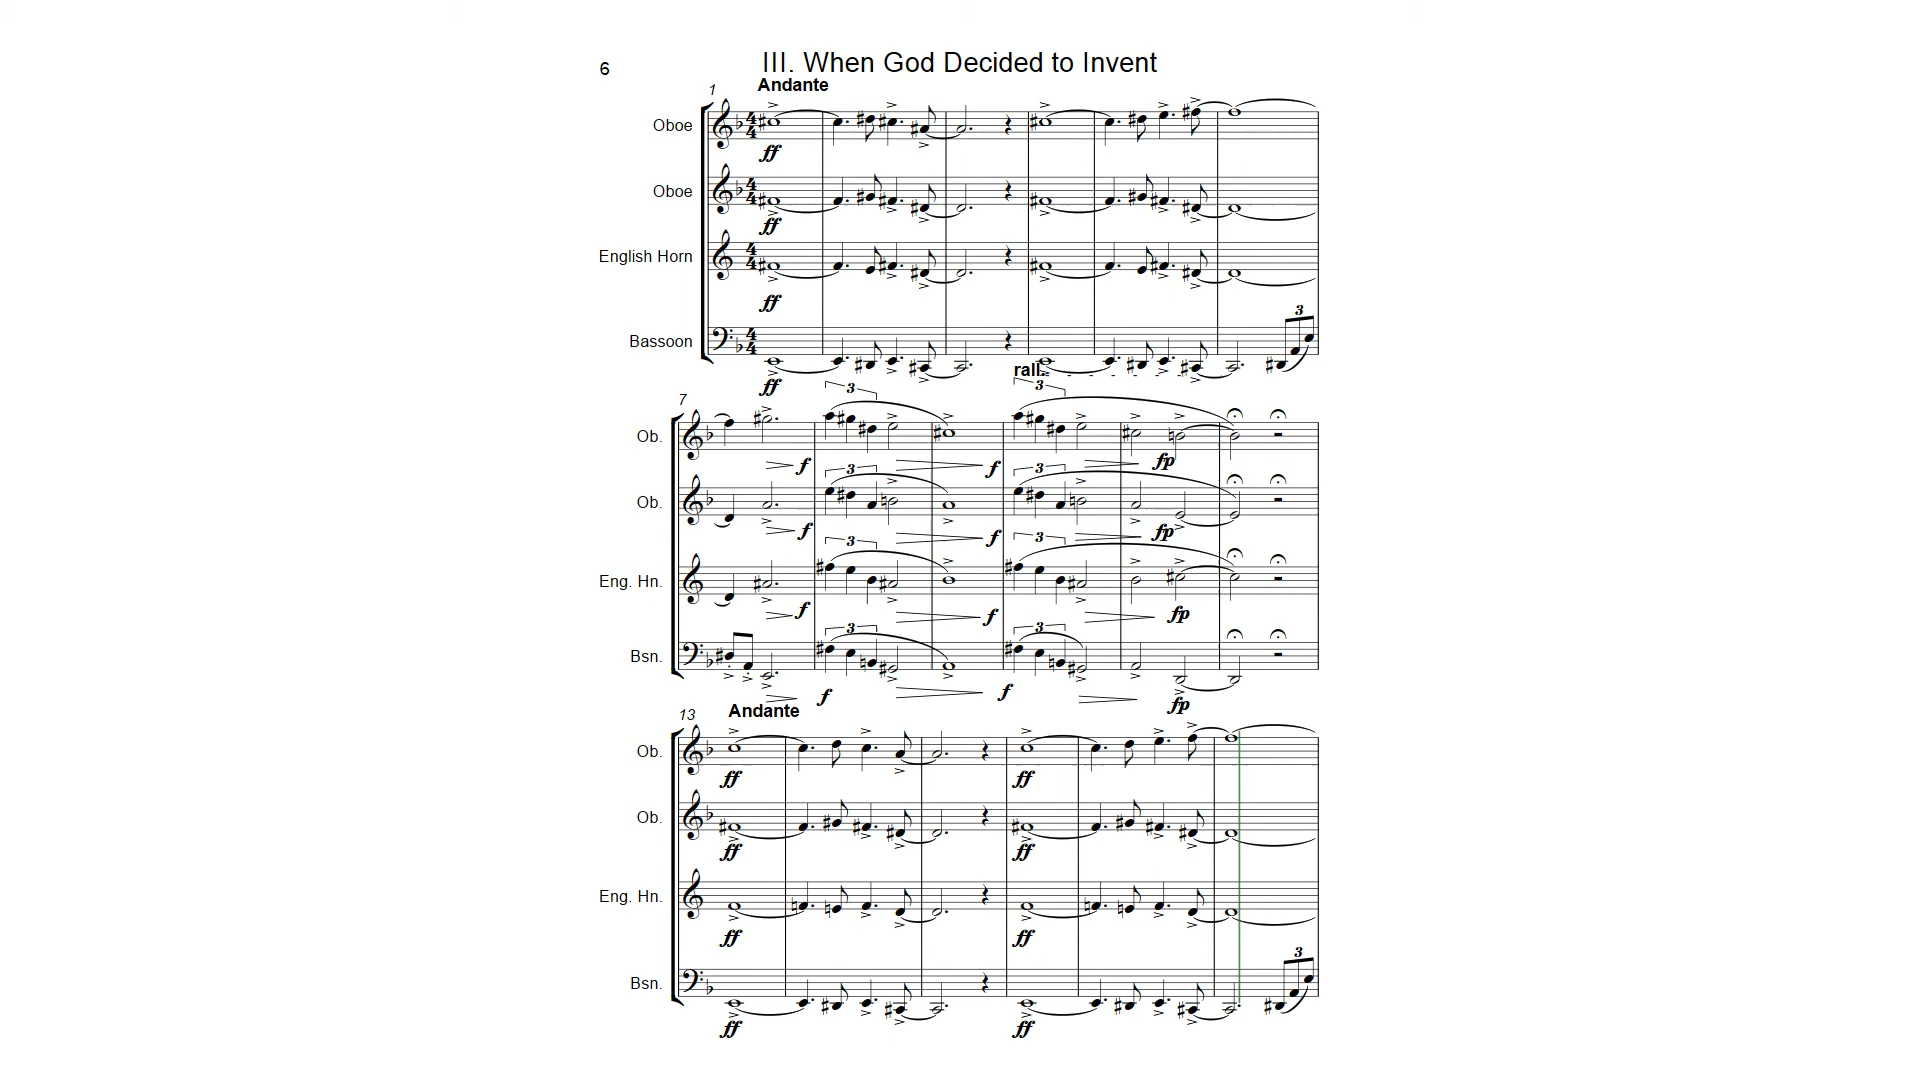 6
III. When God Decided to Invent
1
Andante
Oboe
ff
Oboe
ff
English Horn
ff
3
Bassoon
ff
rall.
7
3
3
Ob.
f
f
fp
3
3
Ob.
f
f
fp
3
3
Eng. Hn.
f
f
fp
3
3
Bsn.
f
f
fp
13
Andante
Ob.
ff
ff
Ob.
ff
ff
Eng. Hn.
ff
ff
3
Bsn.
ff
ff